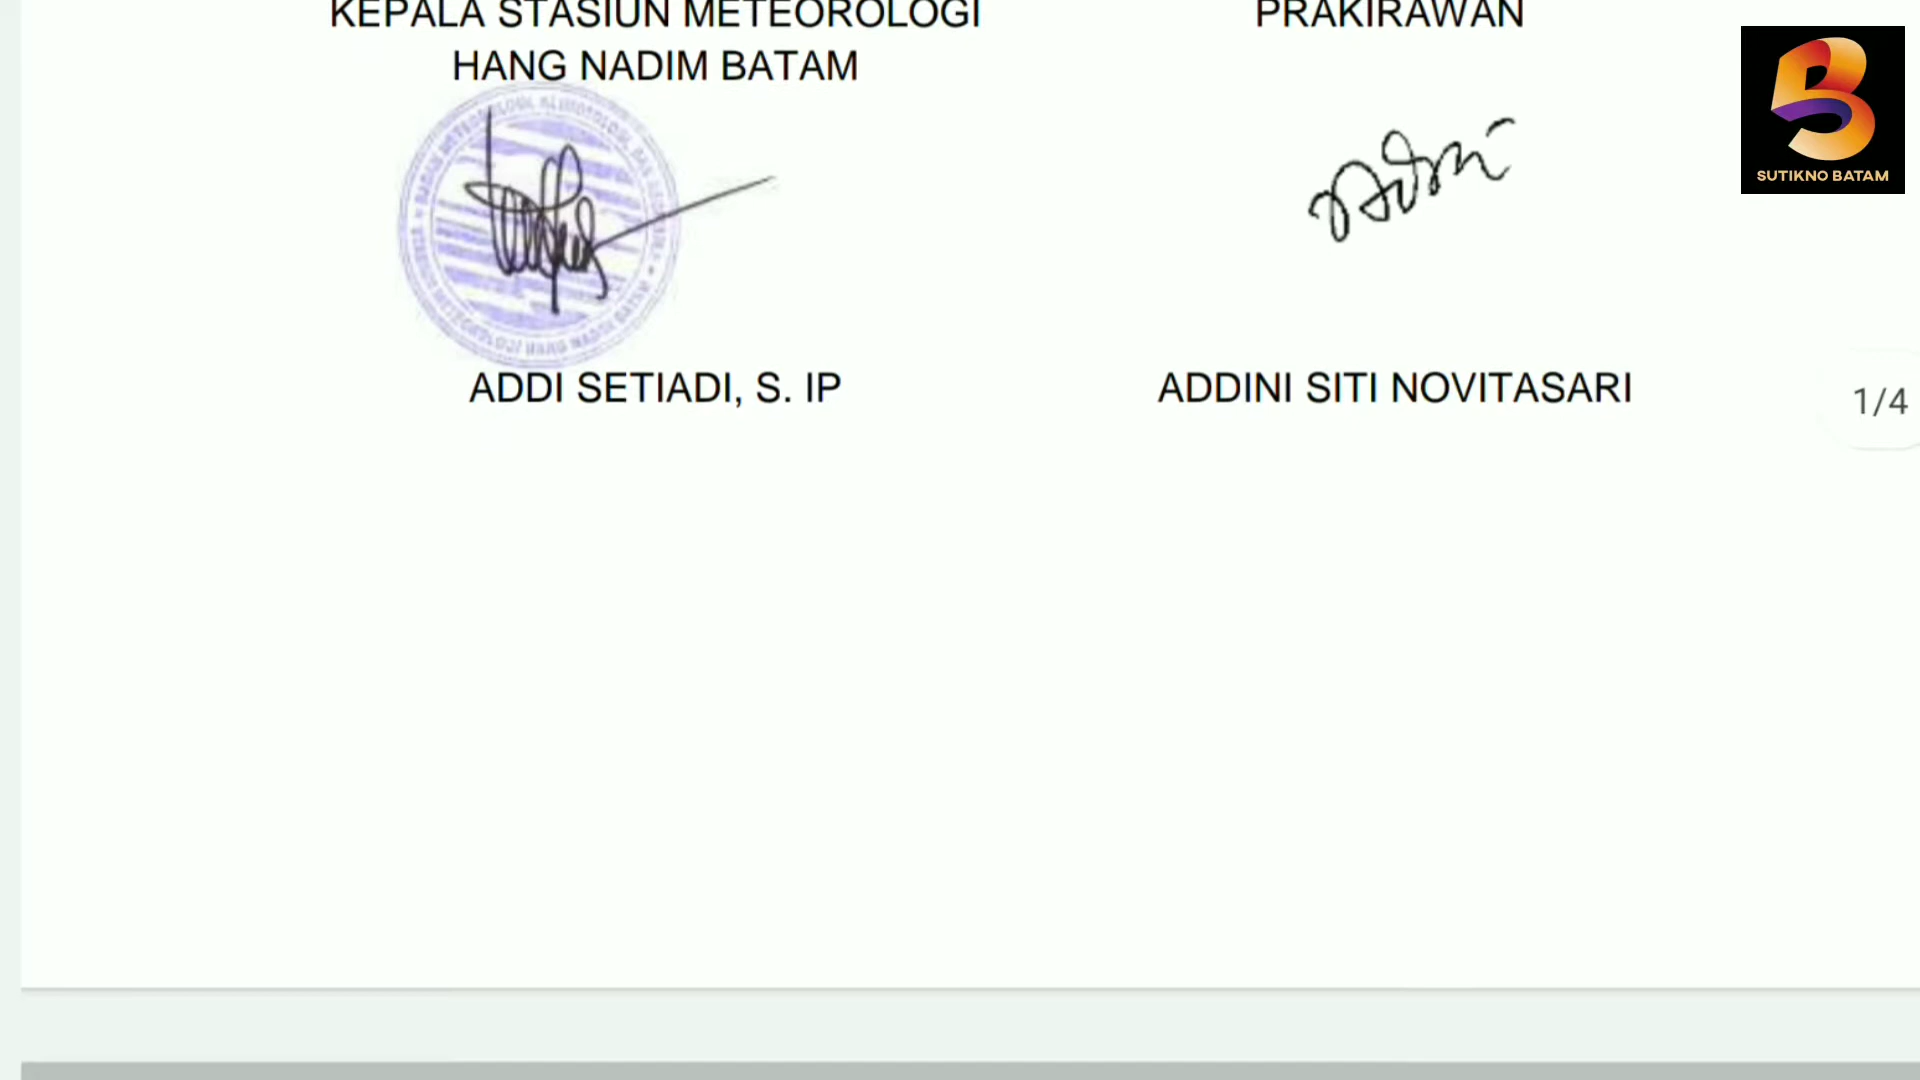 KEPALA STASIUN METEOROLOGI
HANG NADIM BATAM
PRAKIRAWAN
SUTIKNO BATAM
ADDI SETIADI, S. IP
ADDINI SITI NOVITASARI
1/4